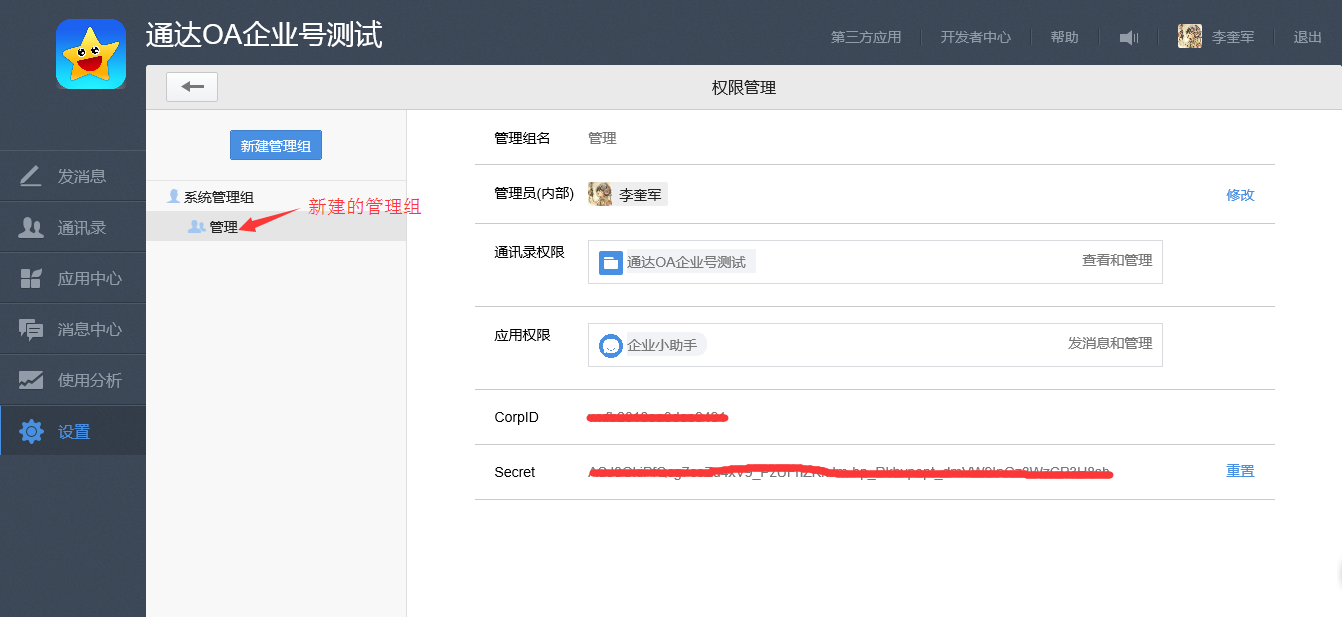 通达OA企业号测试
第三方应用 开发者中心 帮助 李奎军 退出
权限管理
新建管理组
系统管理组
管理
新建的管理组
发消息
通讯录
应用中心
消息中心
使用分析
设置
管理组名 管理
管理员(内部) 李奎军 修改
通讯录权限 通达OA企业号测试 查看和管理
应用权限 企业小助手 发消息和管理
CorpID
Secret 重置